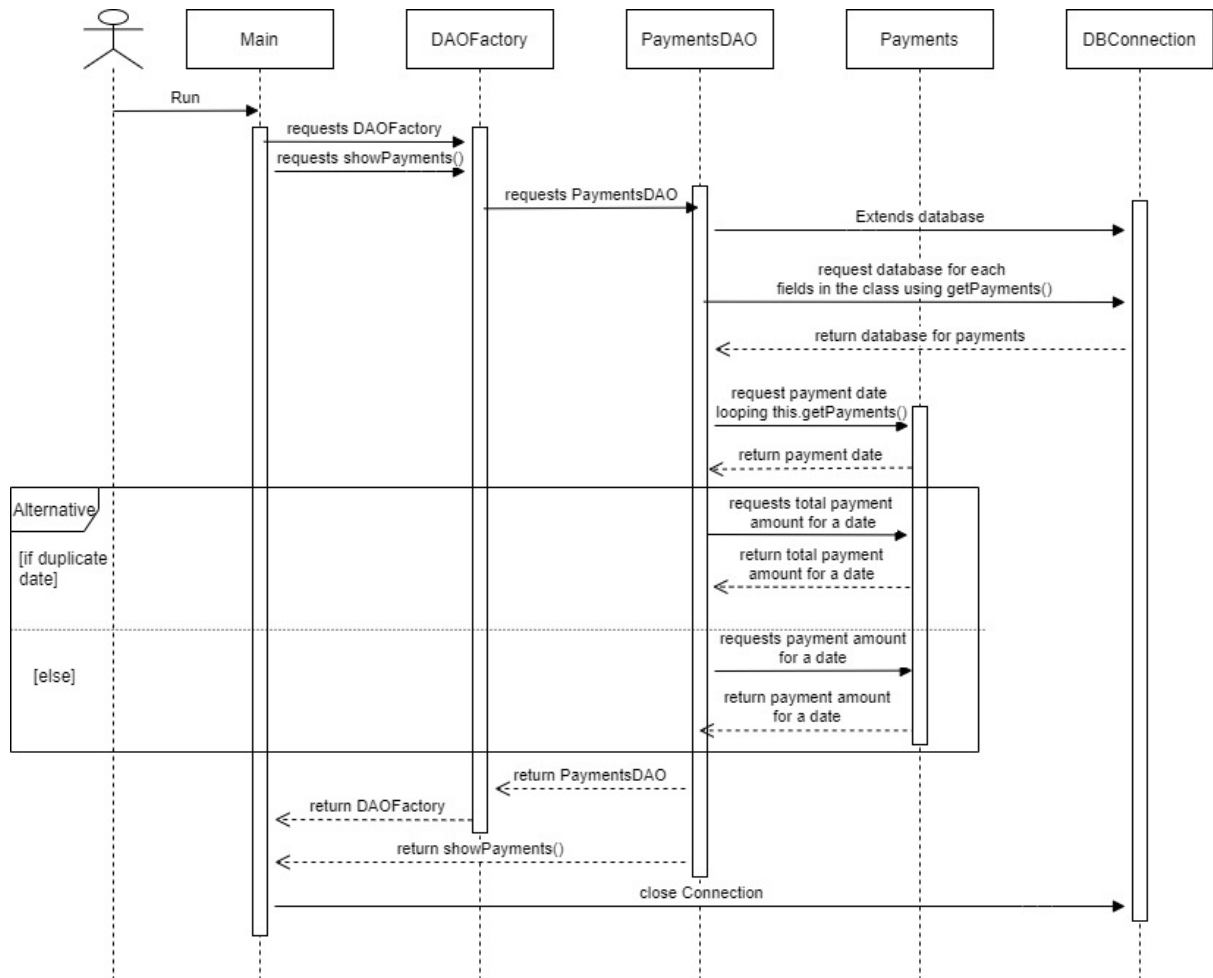 Main
DAOFactory
PaymentsDAO
Payments
DBConnection
Run
requests DAOFactory
requests showPayments()
requests PaymentsDAO
Extends database
request database for each
fields in the class using getPayments()
return database for payments
request payment date
looping this.getPayments()
return payment date
Alternative
requests total payment
amount for a date
[if duplicate
date]
return total payment
amount for a date
requests payment amount
for a date
[else]
return payment amount
for a date
return PaymentsDAO
return DAOFactory
return showPayments()
close Connection